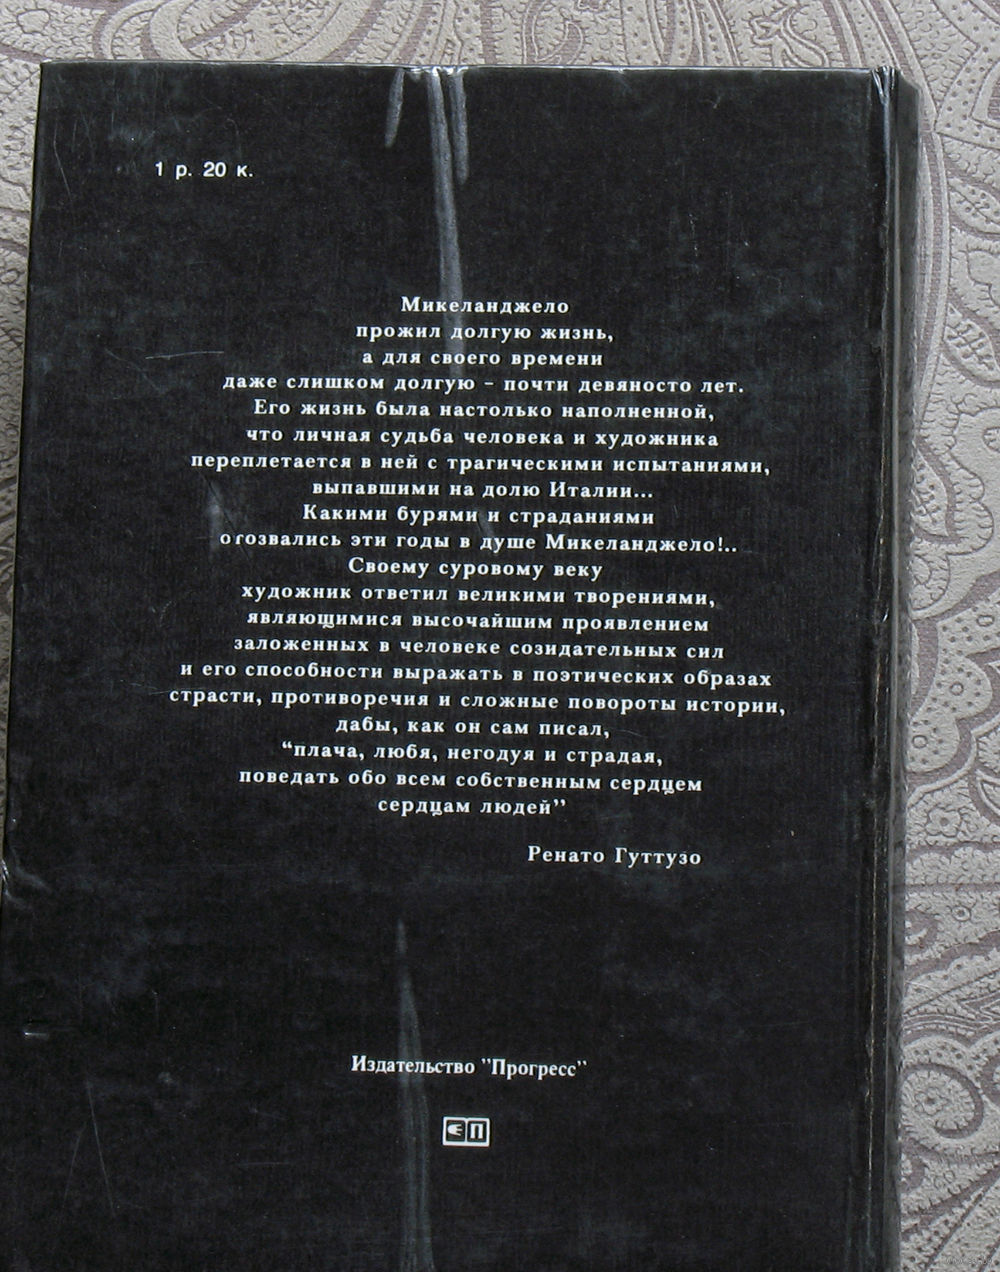 1 р. 20 к.
Микеланджело
прожил долгую жизнь,
а для своего времени
даже слишком долгую – почти девяносто лет.
Его жизнь была настолько наполненной,
что личная судьба человека и художника
переплетается в ней с трагическими испытаниями,
выпавшими на долю Италии...
Какими бурями и страданиями
отозвались эти годы в душе Микеланджело!..
Своему суровому веку
художник ответил великими творениями,
являющимися высочайшим проявлением
заложенных в человеке созидательных сил
и его способности выражать в поэтических образах
страсти, противоречия и сложные повороты истории,
дабы, как он сам писал,
“плача, любя, негодуя и страдая,
поведать обо всем собственным сердцем
сердцам людей”
Ренато Гуттузо
Издательство "Прогресс"
П